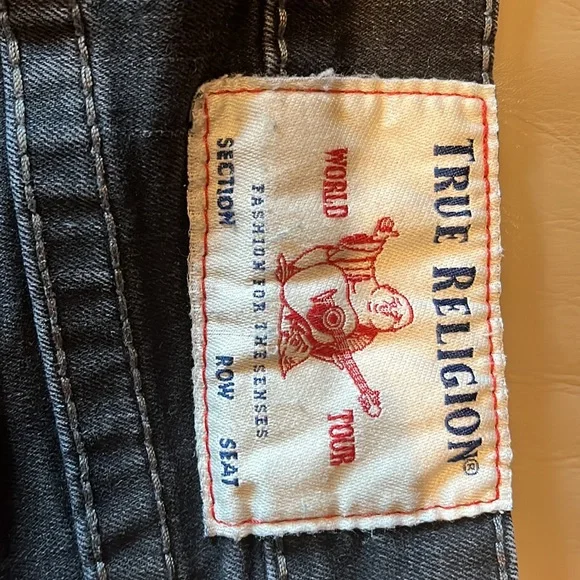 TRUE RELIGION®
WORLD TOUR
FASHION FOR THE SENSES
SECTION ROW SEAT